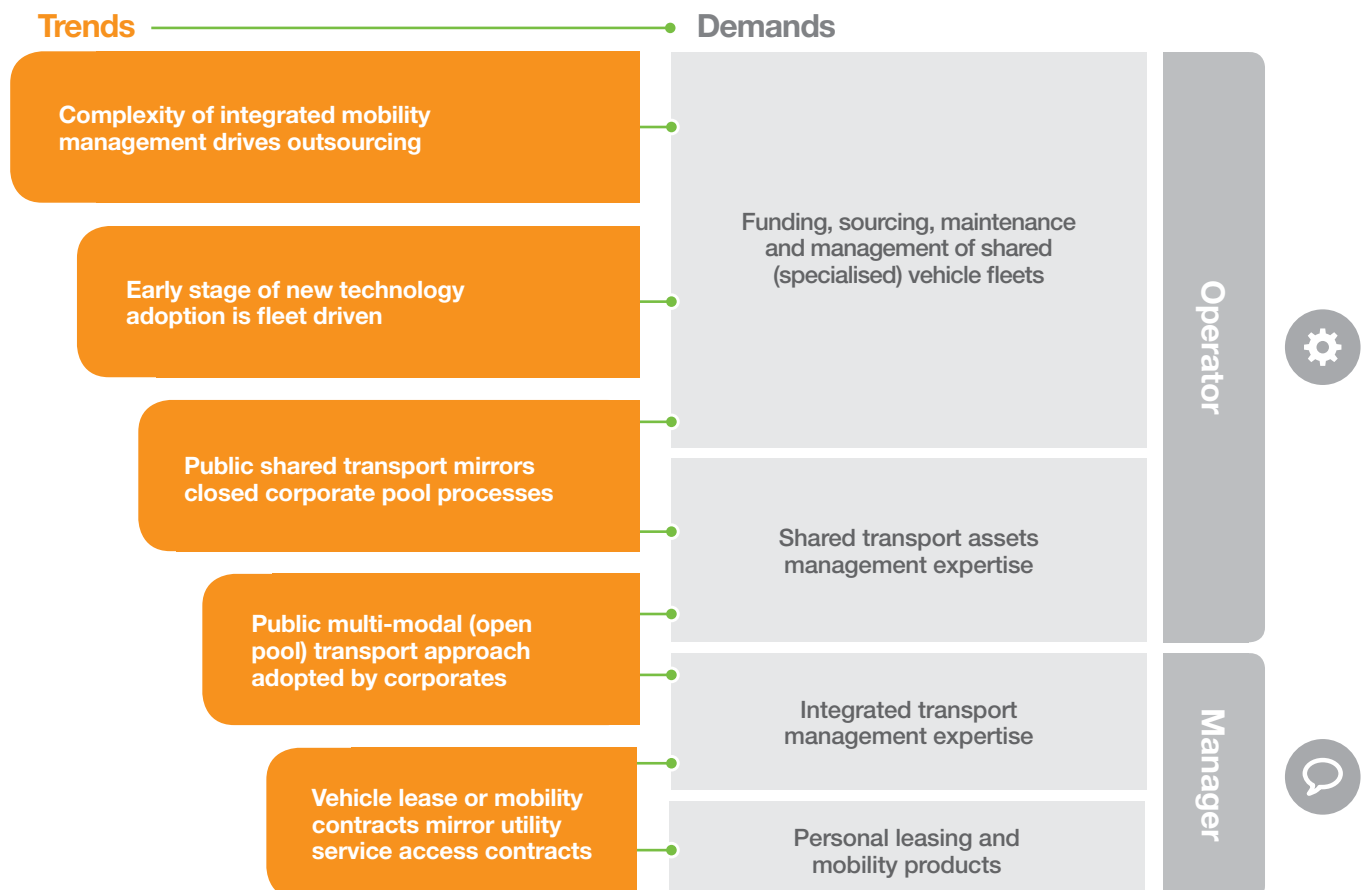 Trends
Demands
Complexity of integrated mobility
management drives outsourcing
Early stage of new technology
adoption is fleet driven
Public shared transport mirrors
closed corporate pool processes
Public multi-modal (open
pool) transport approach
adopted by corporates
Vehicle lease or mobility
contracts mirror utility
service access contracts
Funding, sourcing, maintenance
and management of shared
(specialised) vehicle fleets
Shared transport assets
management expertise
Integrated transport
management expertise
Personal leasing and
mobility products
Operator
Manager